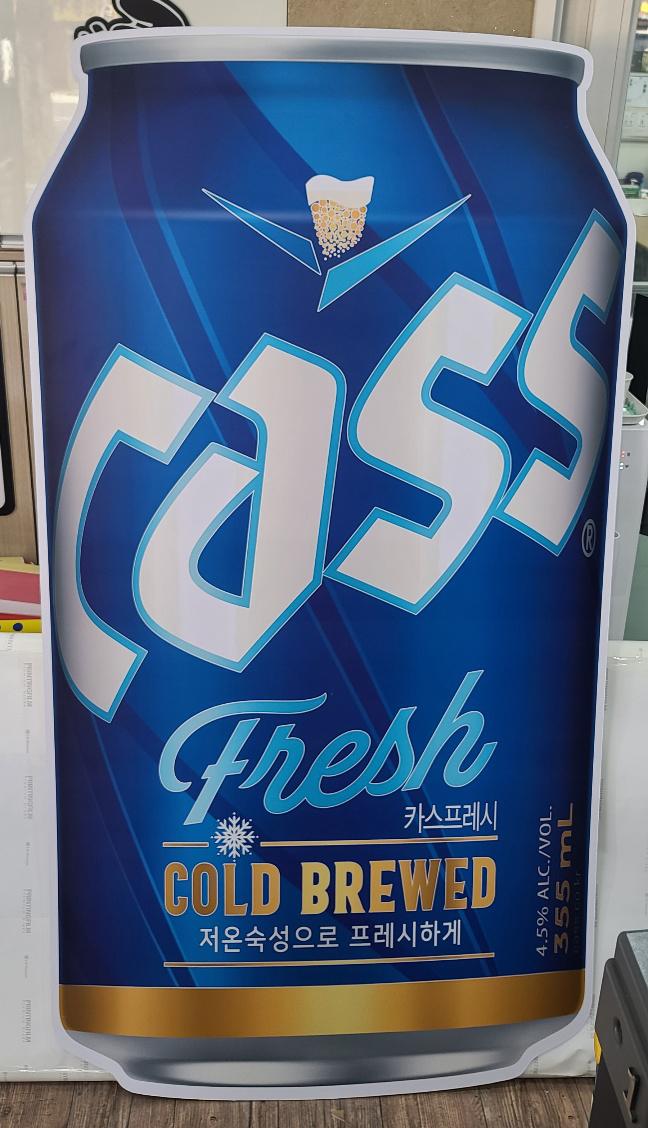 cass
®
Fresh
카스프레시
COLD BREWED
저온숙성으로 프레시하게
4.5% ALC./VOL.
355 mL